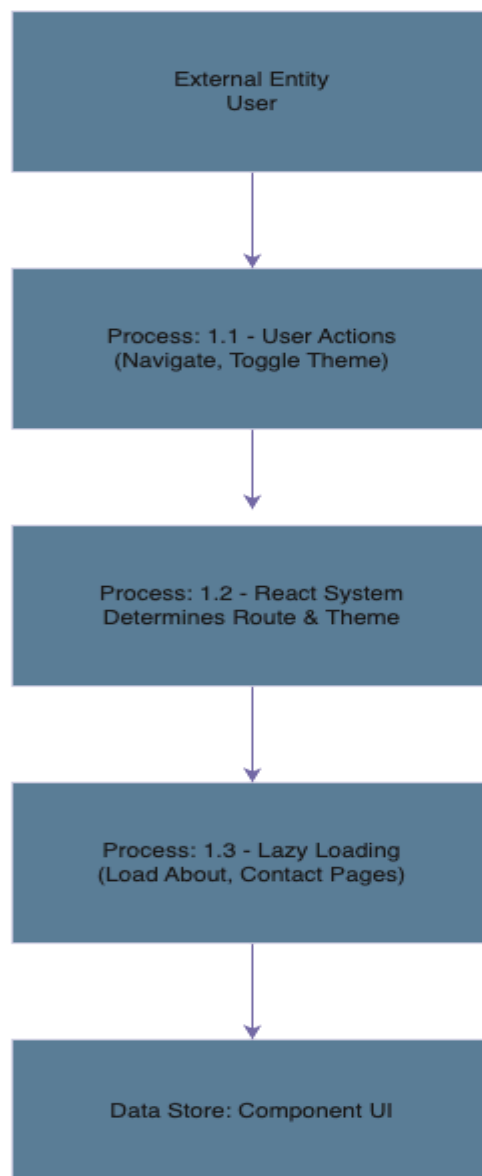 External Entity
User
Process: 1.1 - User Actions
(Navigate, Toggle Theme)
Process: 1.2 - React System
Determines Route & Theme
Process: 1.3 - Lazy Loading
(Load About, Contact Pages)
Data Store: Component UI